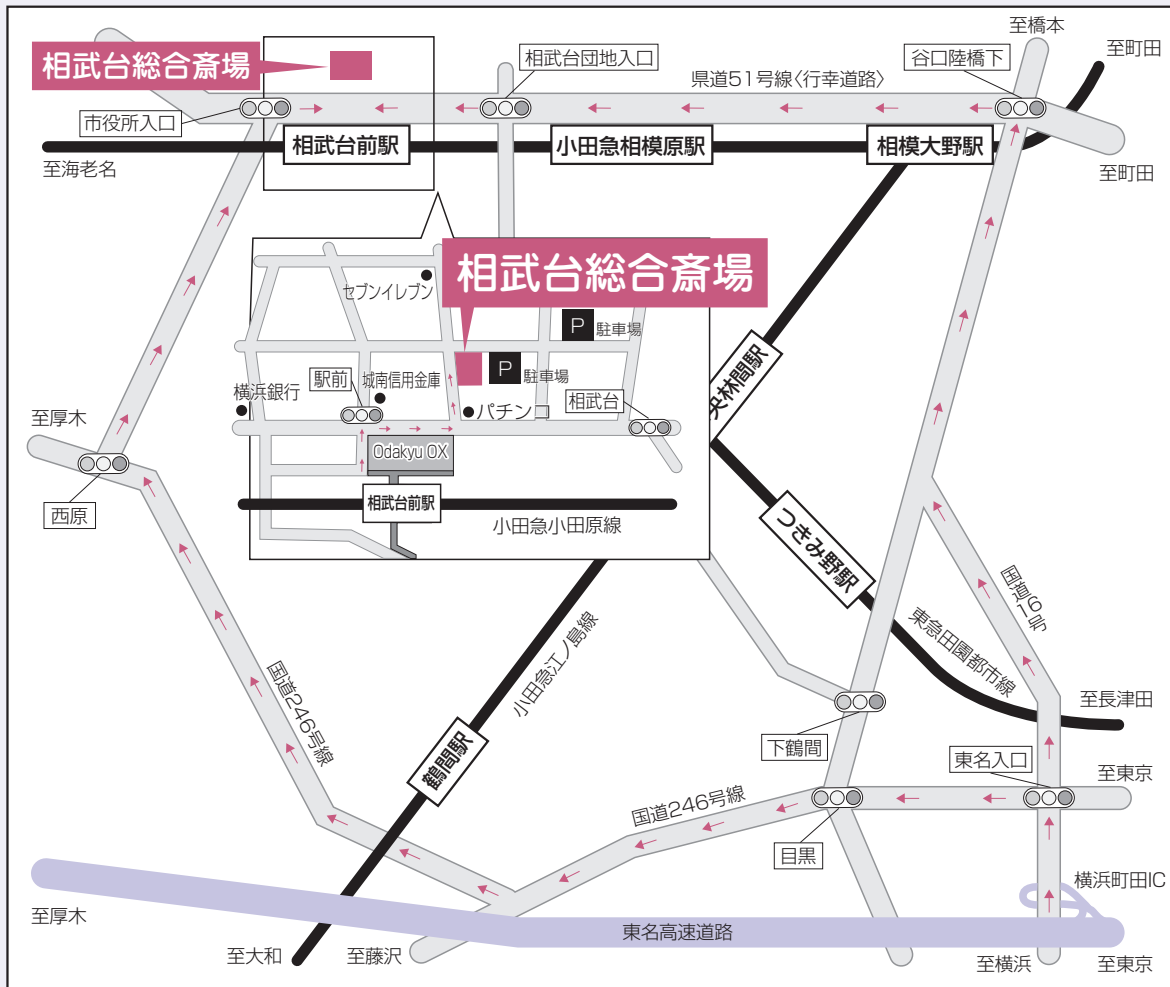 至橋本
至町田
相武台総合斎場
相武台団地入口
谷口陸橋下
県道51号線〈行幸道路〉
市役所入口
相武台前駅
小田急相模原駅
相模大野駅
至海老名
至町田
相武台総合斎場
セブンイレブン
P
駐車場
央林間駅
駅前
城南信用金庫
P
駐車場
横浜銀行
パチンコ
相武台
至厚木
Odakyu OX
西原
相武台前駅
小田急小田原線
つきみ野駅
国道16号
東急田園都市線
小田急江ノ島線
国道246号線
至長津田
下鶴間
東名入口
鶴間駅
至東京
国道246号線
目黒
横浜町田IC
至厚木
東名高速道路
至大和
至藤沢
至横浜
至東京